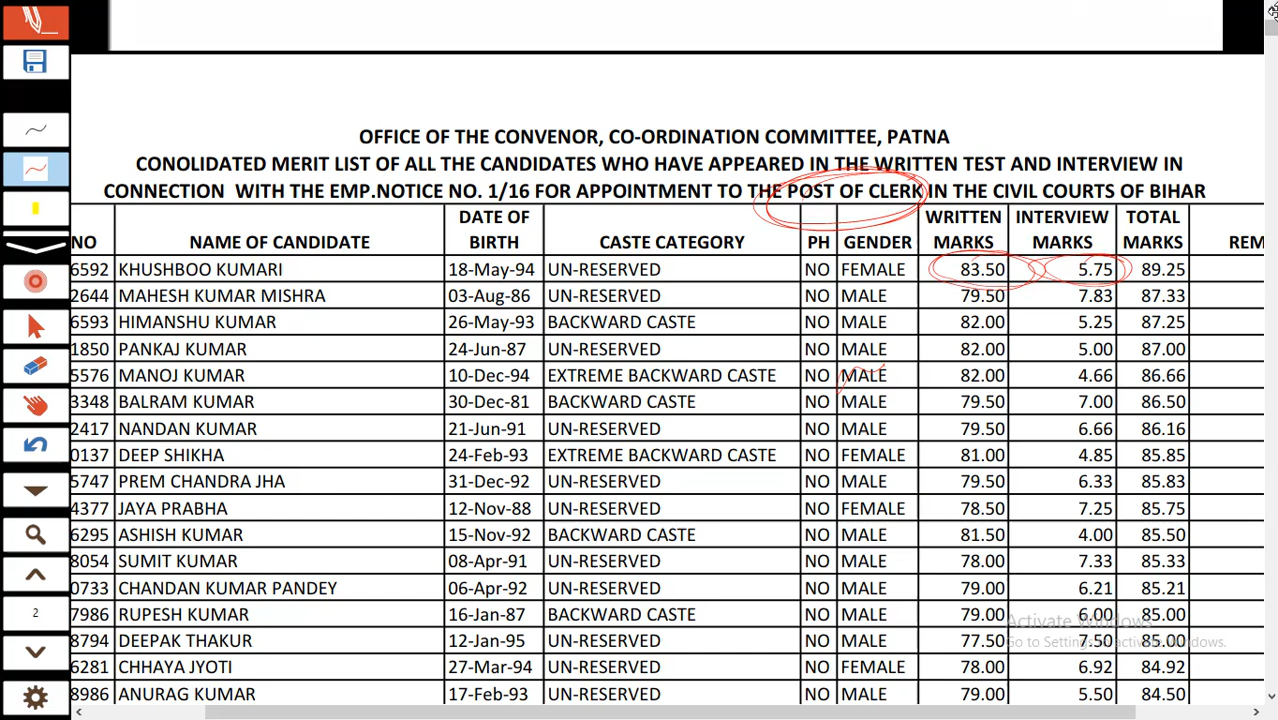 OFFICE OF THE CONVENOR, CO-ORDINATION COMMITTEE, PATNA
CONOLIDATED MERIT LIST OF ALL THE CANDIDATES WHO HAVE APPEARED IN THE WRITTEN TEST AND INTERVIEW IN
CONNECTION WITH THE EMP.NOTICE NO. 1/16 FOR APPOINTMENT TO THE POST OF CLERK IN THE CIVIL COURTS OF BIHAR
NO NAME OF CANDIDATE DATE OF BIRTH CASTE CATEGORY PH GENDER WRITTEN MARKS INTERVIEW MARKS TOTAL MARKS REM
6592 KHUSHBOO KUMARI 18-May-94 UN-RESERVED NO FEMALE 83.50 5.75 89.25
2644 MAHESH KUMAR MISHRA 03-Aug-86 UN-RESERVED NO MALE 79.50 7.83 87.33
6593 HIMANSHU KUMAR 26-May-93 BACKWARD CASTE NO MALE 82.00 5.25 87.25
1850 PANKAJ KUMAR 24-Jun-87 UN-RESERVED NO MALE 82.00 5.00 87.00
5576 MANOJ KUMAR 10-Dec-94 EXTREME BACKWARD CASTE NO MALE 82.00 4.66 86.66
3348 BALRAM KUMAR 30-Dec-81 BACKWARD CASTE NO MALE 79.50 7.00 86.50
2417 NANDAN KUMAR 21-Jun-91 UN-RESERVED NO MALE 79.50 6.66 86.16
0137 DEEP SHIKHA 24-Feb-93 EXTREME BACKWARD CASTE NO FEMALE 81.00 4.85 85.85
5747 PREM CHANDRA JHA 31-Dec-92 UN-RESERVED NO MALE 79.50 6.33 85.83
4377 JAYA PRABHA 12-Nov-88 UN-RESERVED NO FEMALE 78.50 7.25 85.75
6295 ASHISH KUMAR 15-Nov-92 BACKWARD CASTE NO MALE 81.50 4.00 85.50
8054 SUMIT KUMAR 08-Apr-91 UN-RESERVED NO MALE 78.00 7.33 85.33
0733 CHANDAN KUMAR PANDEY 06-Apr-92 UN-RESERVED NO MALE 79.00 6.21 85.21
7986 RUPESH KUMAR 16-Jan-87 BACKWARD CASTE NO MALE 79.00 6.00 85.00
8794 DEEPAK THAKUR 12-Jan-95 UN-RESERVED NO MALE 77.50 7.50 85.00
6281 CHHAYA JYOTI 27-Mar-94 UN-RESERVED NO FEMALE 78.00 6.92 84.92
8986 ANURAG KUMAR 17-Feb-93 UN-RESERVED NO MALE 79.00 5.50 84.50
Activate Windows
Go to Settings to activate Windows.
2